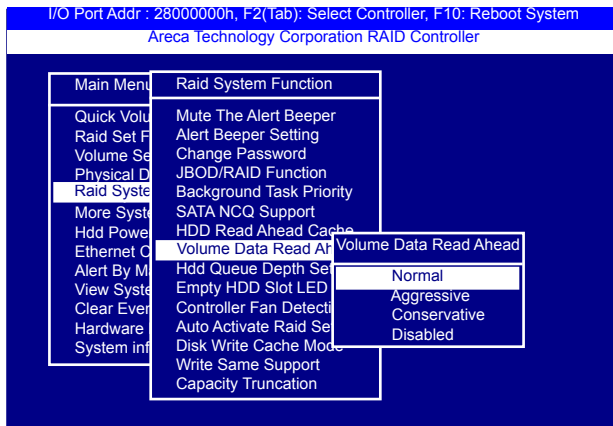 I/O Port Addr : 28000000h, F2(Tab): Select Controller, F10: Reboot System
Areca Technology Corporation RAID Controller
Main Menu
Quick Volu
Raid Set F
Volume Se
Physical D
Raid Syste
More Syste
Hdd Powe
Ethernet C
Alert By Ma
View Syste
Clear Even
Hardware
System inf
Raid System Function
Mute The Alert Beeper
Alert Beeper Setting
Change Password
JBOD/RAID Function
Background Task Priority
SATA NCQ Support
HDD Read Ahead Cache
Volume Data Read Ah
Hdd Queue Depth Set
Empty HDD Slot LED
Controller Fan Detecti
Auto Activate Raid Se
Disk Write Cache Mode
Write Same Support
Capacity Truncation
Volume Data Read Ahead
Normal
Aggressive
Conservative
Disabled